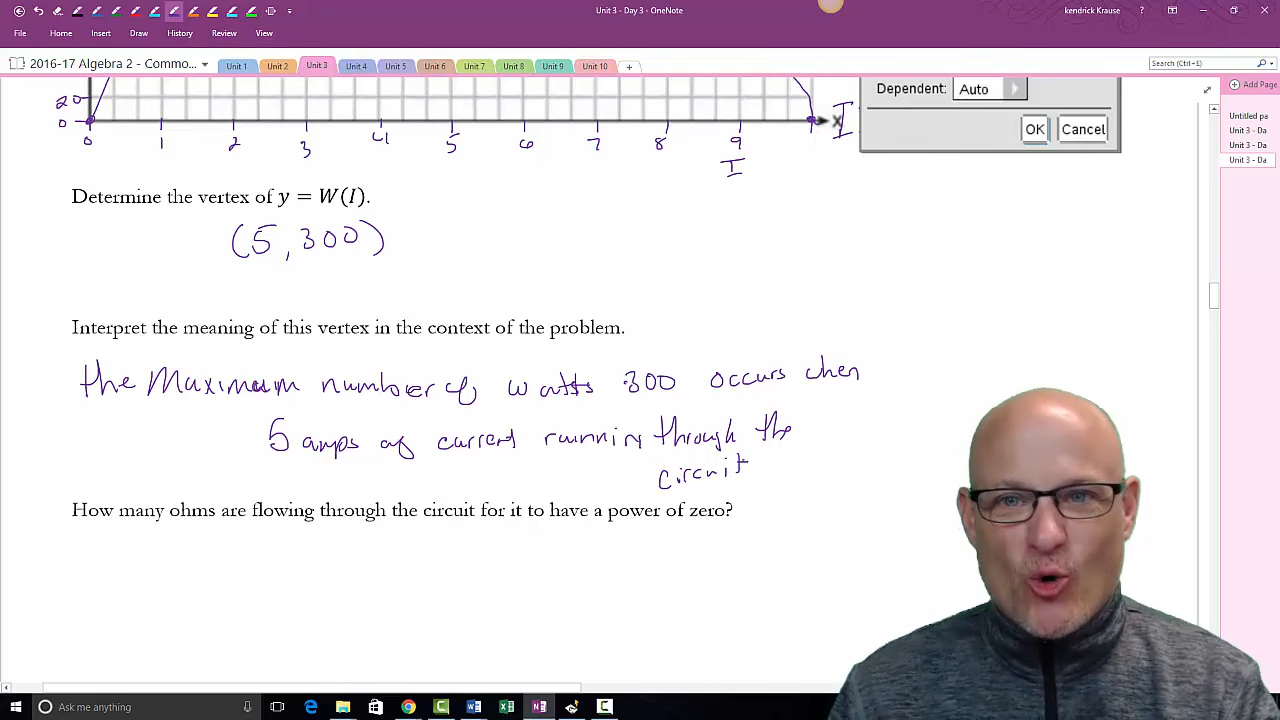 Unit 3 - Day 3 - OneNote
kendrick Krause
?
File
Home
Insert
Draw
History
Review
View
2016-17 Algebra 2 - Commo...
Unit 1
Unit 2
Unit 3
Unit 4
Unit 5
Unit 6
Unit 7
Unit 8
Unit 9
Unit 10
+
Search (Ctrl+E)
Add Page
Untitled pa
Unit 3 - Da
Unit 3 - Da
Unit 3 - Da
Dependent: Auto
OK Cancel
20
0
x I
0 1 2 3 4 5 6 7 8 9
I
Determine the vertex of y = W(I).
(5, 300)
Interpret the meaning of this vertex in the context of the problem.
the Maximum number of watts 300 occurs when
5 amps of current running through the
circuit
How many ohms are flowing through the circuit for it to have a power of zero?
Ask me anything